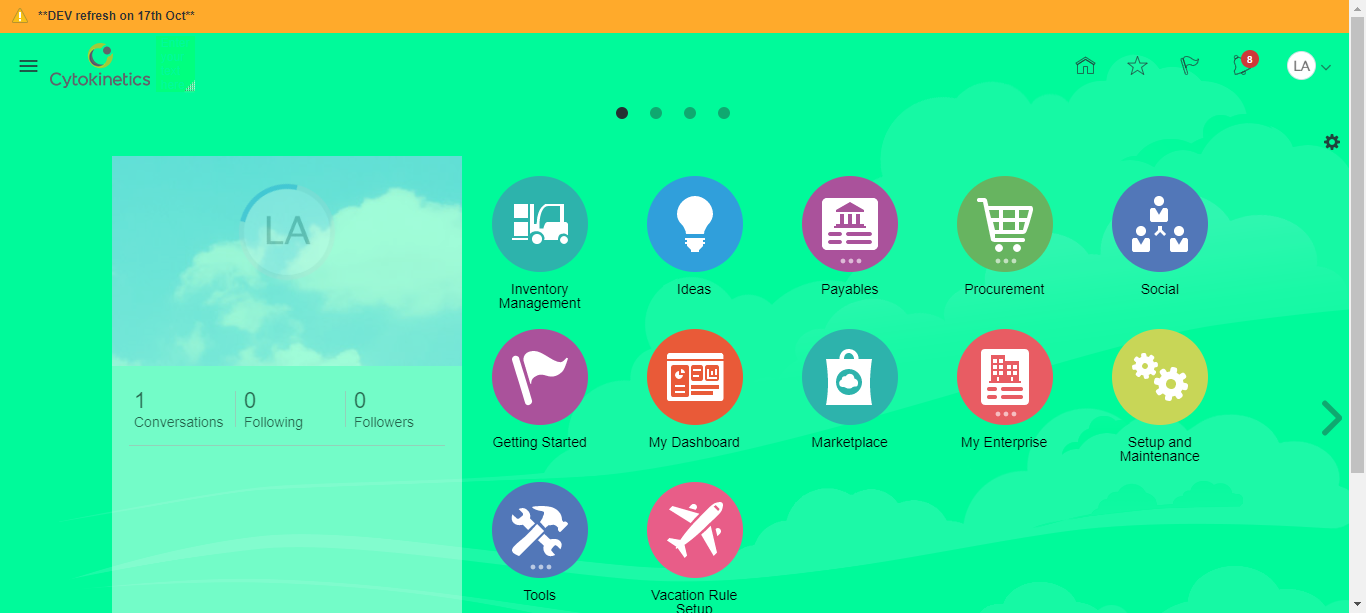 **DEV refresh on 17th Oct**
Cytokinetics
8
LA
LA
Inventory
Management
Ideas
Payables
Procurement
Social
1
Conversations
0
Following
0
Followers
Getting Started
My Dashboard
Marketplace
My Enterprise
Setup and
Maintenance
Tools
Vacation Rule
Setup